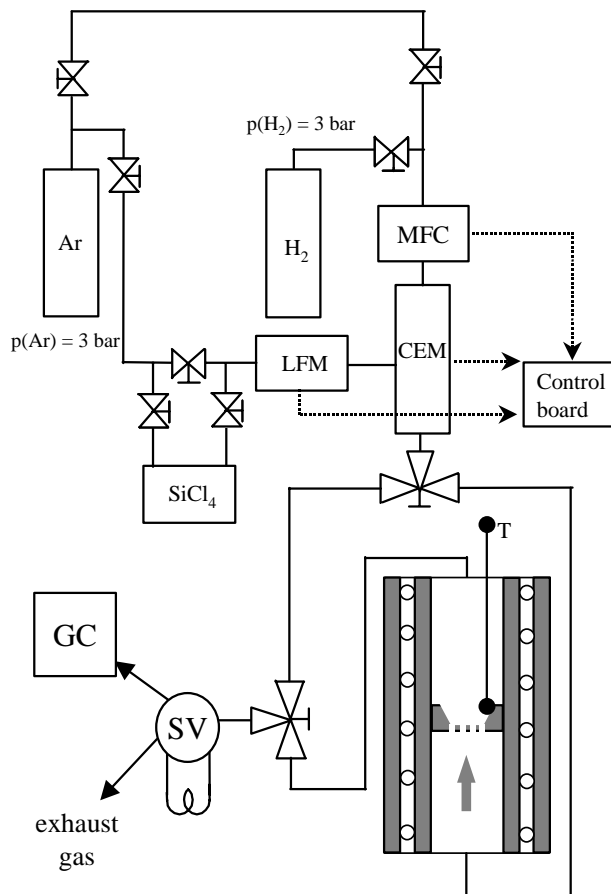 p(H₂) = 3 bar
Ar
H₂
MFC
p(Ar) = 3 bar
LFM
CEM
Control
board
SiCl₄
T
GC
SV
exhaust
gas